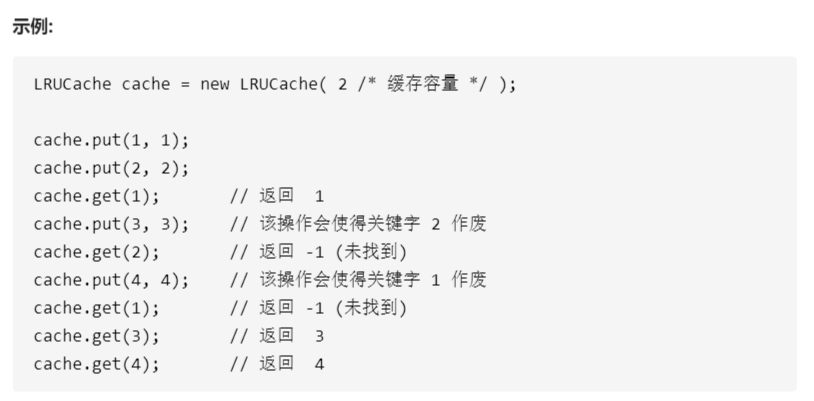 示例:
LRUCache cache = new LRUCache( 2 /* 缓存容量 */ );
cache.put(1, 1);
cache.put(2, 2);
cache.get(1);       // 返回  1
cache.put(3, 3);    // 该操作会使得关键字 2 作废
cache.get(2);       // 返回 -1 (未找到)
cache.put(4, 4);    // 该操作会使得关键字 1 作废
cache.get(1);       // 返回 -1 (未找到)
cache.get(3);       // 返回  3
cache.get(4);       // 返回  4